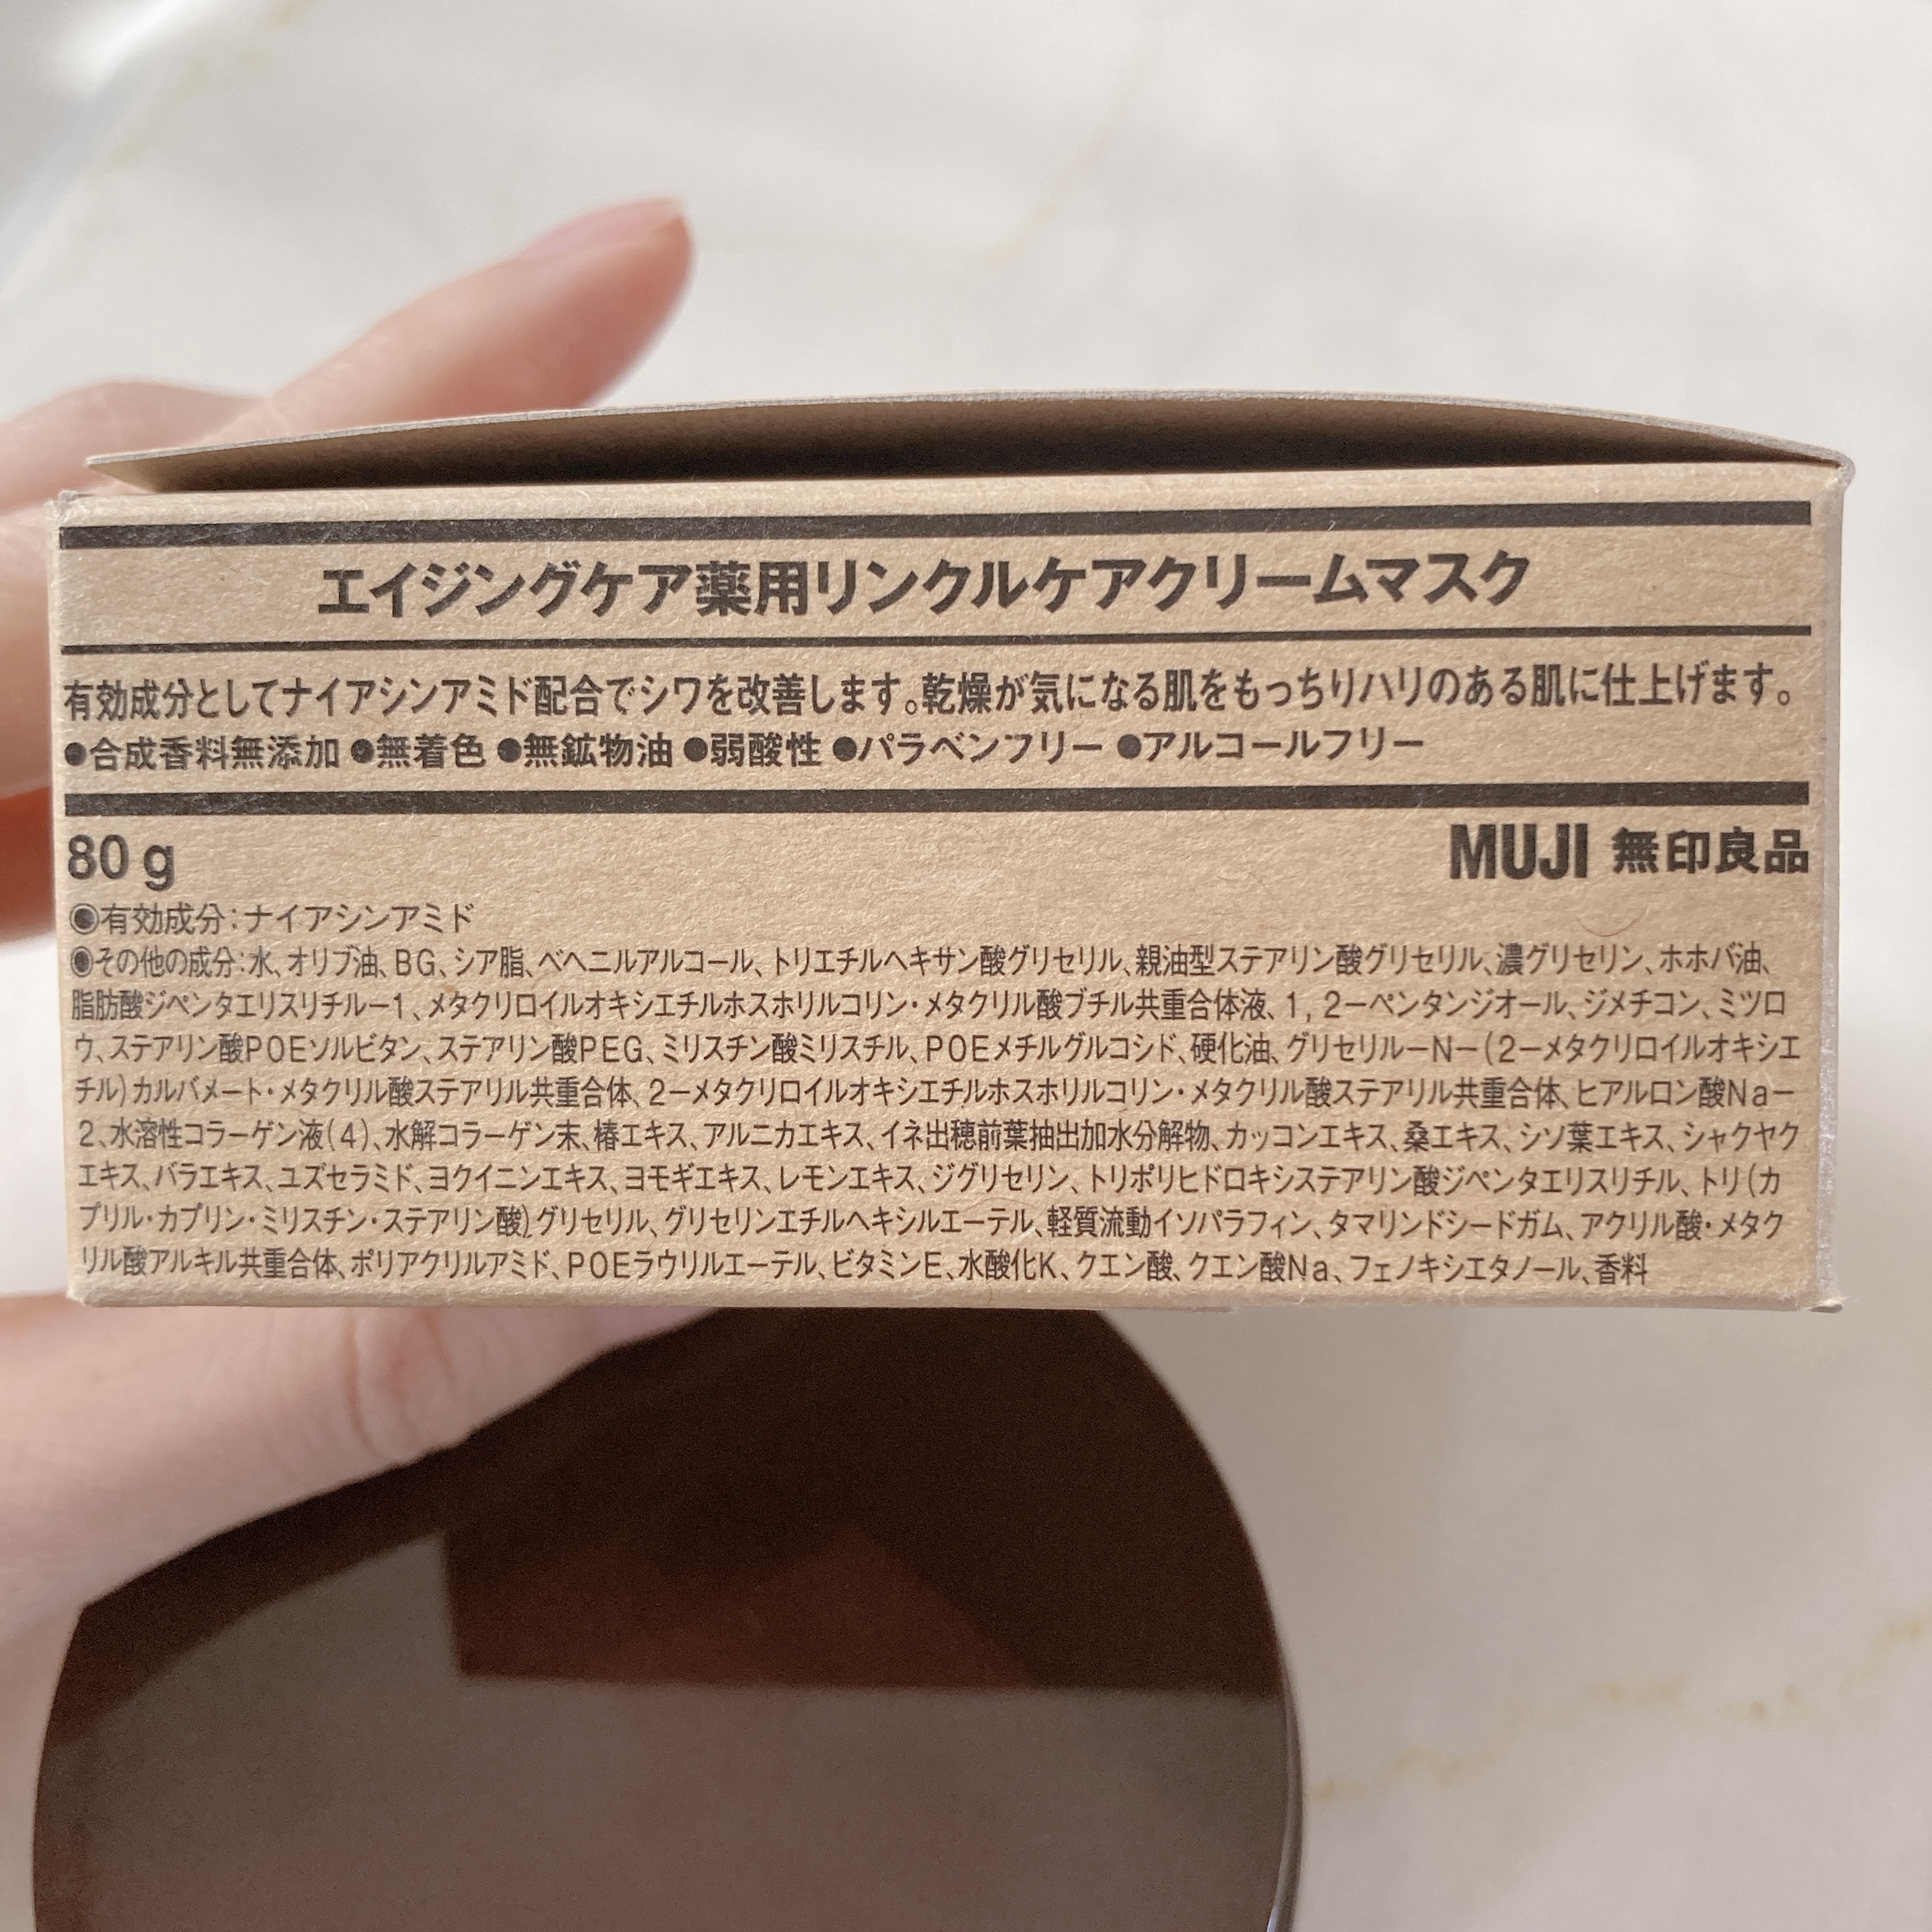 エイジングケア薬用リンクルケアクリームマスク
有効成分としてナイアシンアミド配合でシワを改善します。乾燥が気になる肌をもっちりハリのある肌に仕上げます。
●合成香料無添加 ●無着色 ●無鉱物油 ●弱酸性 ●パラベンフリー ●アルコールフリー
80g MUJI 無印良品
◉有効成分:ナイアシンアミド
◉その他の成分:水、オリブ油、BG、シア脂、ベヘニルアルコール、トリエチルヘキサン酸グリセリル、親油型ステアリン酸グリセリル、濃グリセリン、ホホバ油、
脂肪酸ジペンタエリスリチルー1、メタクリロイルオキシエチルホスホリルコリン・メタクリル酸ブチル共重合体液、1,2ーペンタンジオール、ジメチコン、ミツロ
ウ、ステアリン酸POEソルビタン、ステアリン酸PEG、ミリスチン酸ミリスチル、POEメチルグルコシド、硬化油、グリセリルーNー(2ーメタクリロイルオキシエ
チル)カルバメート・メタクリル酸ステアリル共重合体、2ーメタクリロイルオキシエチルホスホリルコリン・メタクリル酸ステアリル共重合体、ヒアルロン酸Naー
2、水溶性コラーゲン液(4)、水解コラーゲン末、椿エキス、アルニカエキス、イネ出穂前葉抽出加水分解物、カッコンエキス、桑エキス、シソ葉エキス、シャクヤク
エキス、バラエキス、ユズセラミド、ヨクイニンエキス、ヨモギエキス、レモンエキス、ジグリセリン、トリポリヒドロキシステアリン酸ジペンタエリスリチル、トリ(カ
プリル・カプリン・ミリスチン・ステアリン酸)グリセリル、グリセリンエチルヘキシルエーテル、軽質流動イソパラフィン、タマリンドシードガム、アクリル酸・メタク
リル酸アルキル共重合体、ポリアクリルアミド、POEラウリルエーテル、ビタミンE、水酸化K、クエン酸、クエン酸Na、フェノキシエタノール、香料